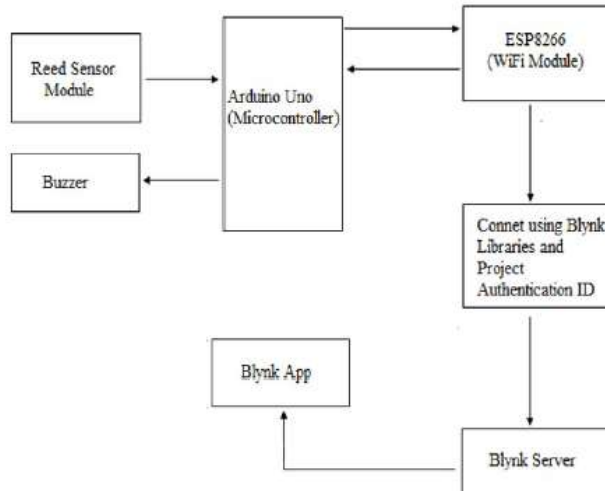 Reed Sensor
Module
Buzzer
Arduino Uno
(Microcontroller)
ESP8266
(WiFi Module)
Connet using Blynk
Libraries and
Project
Authentication ID
Blynk App
Blynk Server